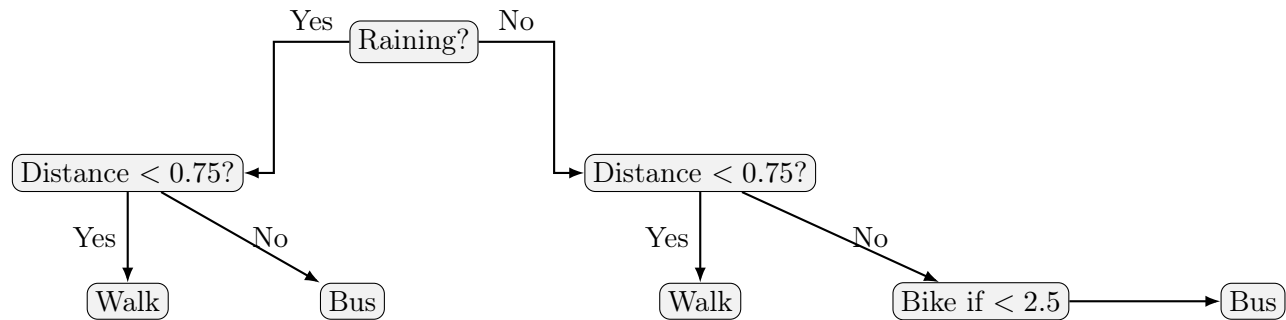 Yes
Raining?
No
Distance < 0.75?
Distance < 0.75?
Yes
No
Yes
No
Walk
Bus
Walk
Bike if < 2.5
Bus